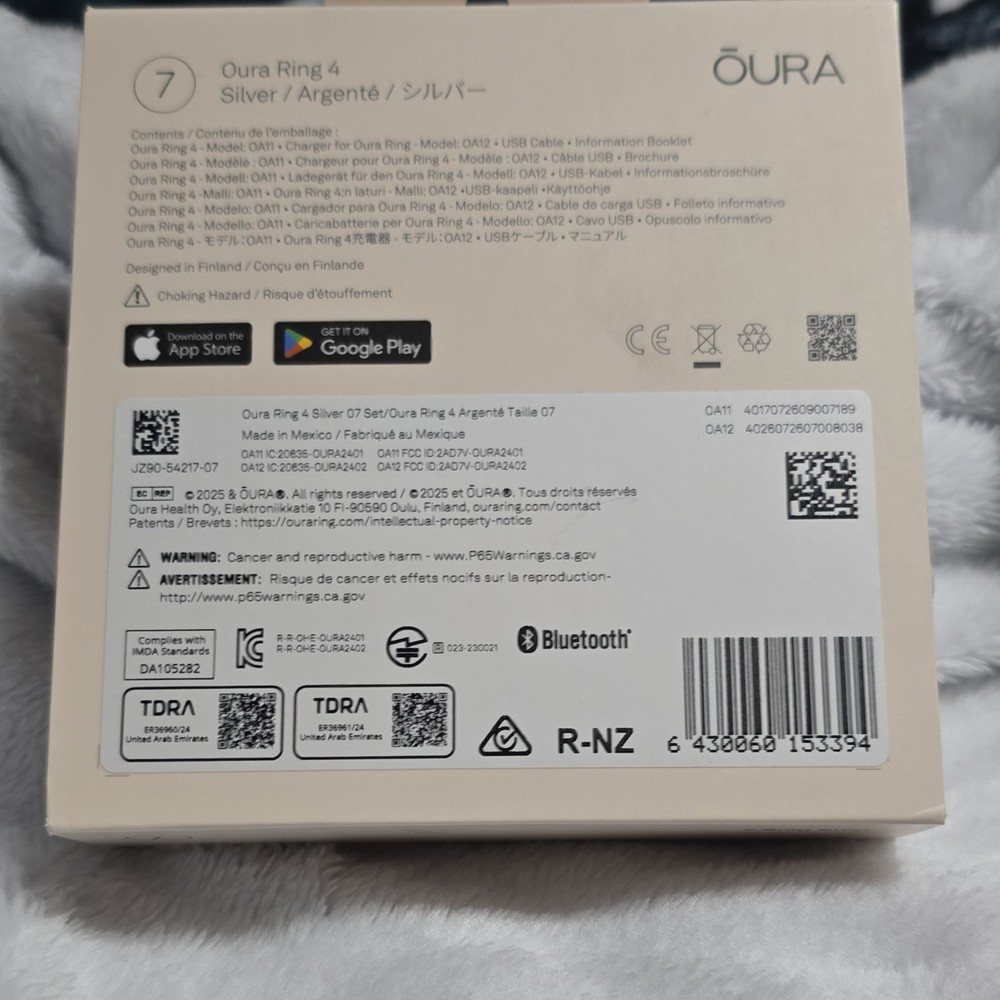 7
Oura Ring 4
Silver / Argenté / シルバー
ŌURA
Contents / Contenu de l'emballage :
Oura Ring 4 - Model: OA11 • Charger for Oura Ring - Model: OA12 • USB Cable • Information Booklet
Oura Ring 4 - Modèle : OA11 • Chargeur pour Oura Ring 4 - Modèle : OA12 • Câble USB • Brochure
Oura Ring 4 - Modell: OA11 • Ladegerät für den Oura Ring 4 - Modell: OA12 • USB-Kabel • Informationsbroschüre
Oura Ring 4 -Malli: OA11 • Oura Ring 4:n laturi - Malli: OA12 •USB-kaapeli •Käyttöohje
Oura Ring 4 - Modelo: OA11 • Cargador para Oura Ring 4 - Modelo: OA12 • Cable de carga USB • Folleto informativo
Oura Ring 4 - Modello: OA11 • Caricabatterie per Oura Ring 4 - Modello: OA12 • Cavo USB • Opuscolo informativo
Oura Ring 4 - モデル:OA11 • Oura Ring 4充電器 - モデル:OA12 • USBケーブル • マニュアル
Designed in Finland / Conçu en Finlande
Choking Hazard / Risque d'étouffement
Download on the
App Store
GET IT ON
Google Play
CE
Oura Ring 4 Silver 07 Set/Oura Ring 4 Argenté Taille 07
Made in Mexico / Fabriqué au Mexique
OA11 IC:20635-OURA2401 OA11 FCC ID:2AD7V-OURA2401
OA12 IC:20635-OURA2402 OA12 FCC ID:2AD7V-OURA2402
OA11 4017072609007189
OA12 4026072607008038
JZ90-54217-07
EC REP © 2025 & ŌURA®. All rights reserved / © 2025 et ŌURA®. Tous droits réservés
Oura Health Oy, Elektroniikkatie 10 FI-90590 Oulu, Finland, ouraring.com/contact
Patents / Brevets : https://ouraring.com/intellectual-property-notice
WARNING: Cancer and reproductive harm - www.P65Warnings.ca.gov
AVERTISSEMENT: Risque de cancer et effets nocifs sur la reproduction-
http://www.p65warnings.ca.gov
Complies with
IMDA Standards
DA105282
R-R-OHE-OURA2401
R-R-OHE-OURA2402
R 023-230021
Bluetooth®
TDRA
ER36960/24
United Arab Emirates
TDRA
ER36961/24
United Arab Emirates
R-NZ
6 430060 153394